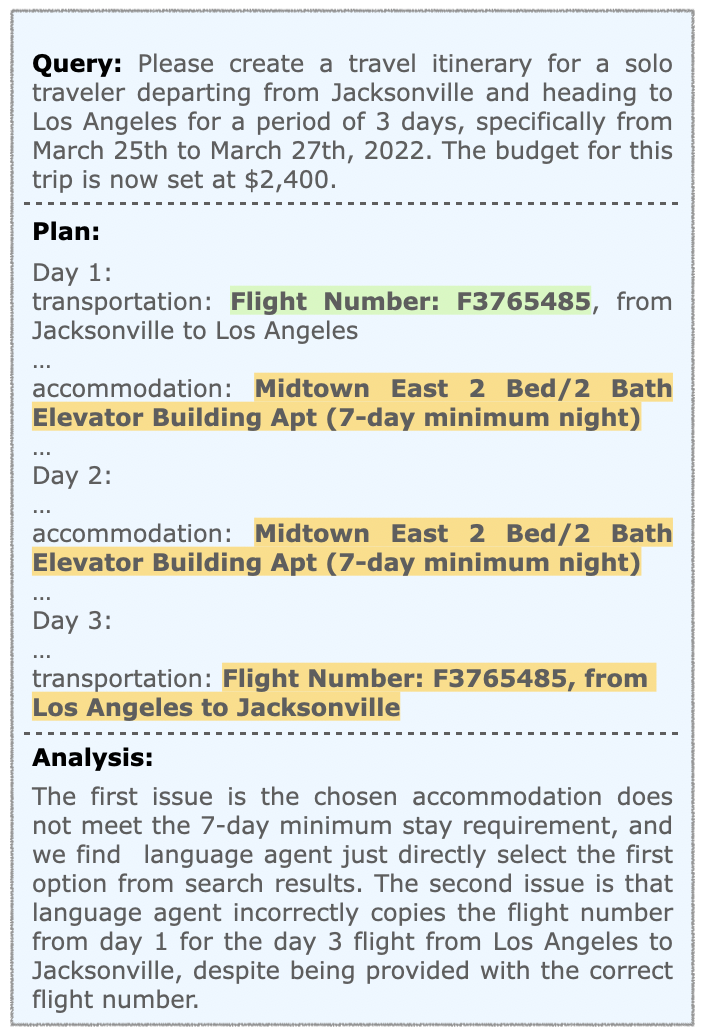 Query: Please create a travel itinerary for a solo
traveler departing from Jacksonville and heading to
Los Angeles for a period of 3 days, specifically from
March 25th to March 27th, 2022. The budget for this
trip is now set at $2,400.
Plan:
Day 1:
transportation: Flight Number: F3765485, from
Jacksonville to Los Angeles
...
accommodation: Midtown East 2 Bed/2 Bath
Elevator Building Apt (7-day minimum night)
...
Day 2:
...
accommodation: Midtown East 2 Bed/2 Bath
Elevator Building Apt (7-day minimum night)
...
Day 3:
...
transportation: Flight Number: F3765485, from
Los Angeles to Jacksonville
Analysis:
The first issue is the chosen accommodation does
not meet the 7-day minimum stay requirement, and
we find language agent just directly select the first
option from search results. The second issue is that
language agent incorrectly copies the flight number
from day 1 for the day 3 flight from Los Angeles to
Jacksonville, despite being provided with the correct
flight number.